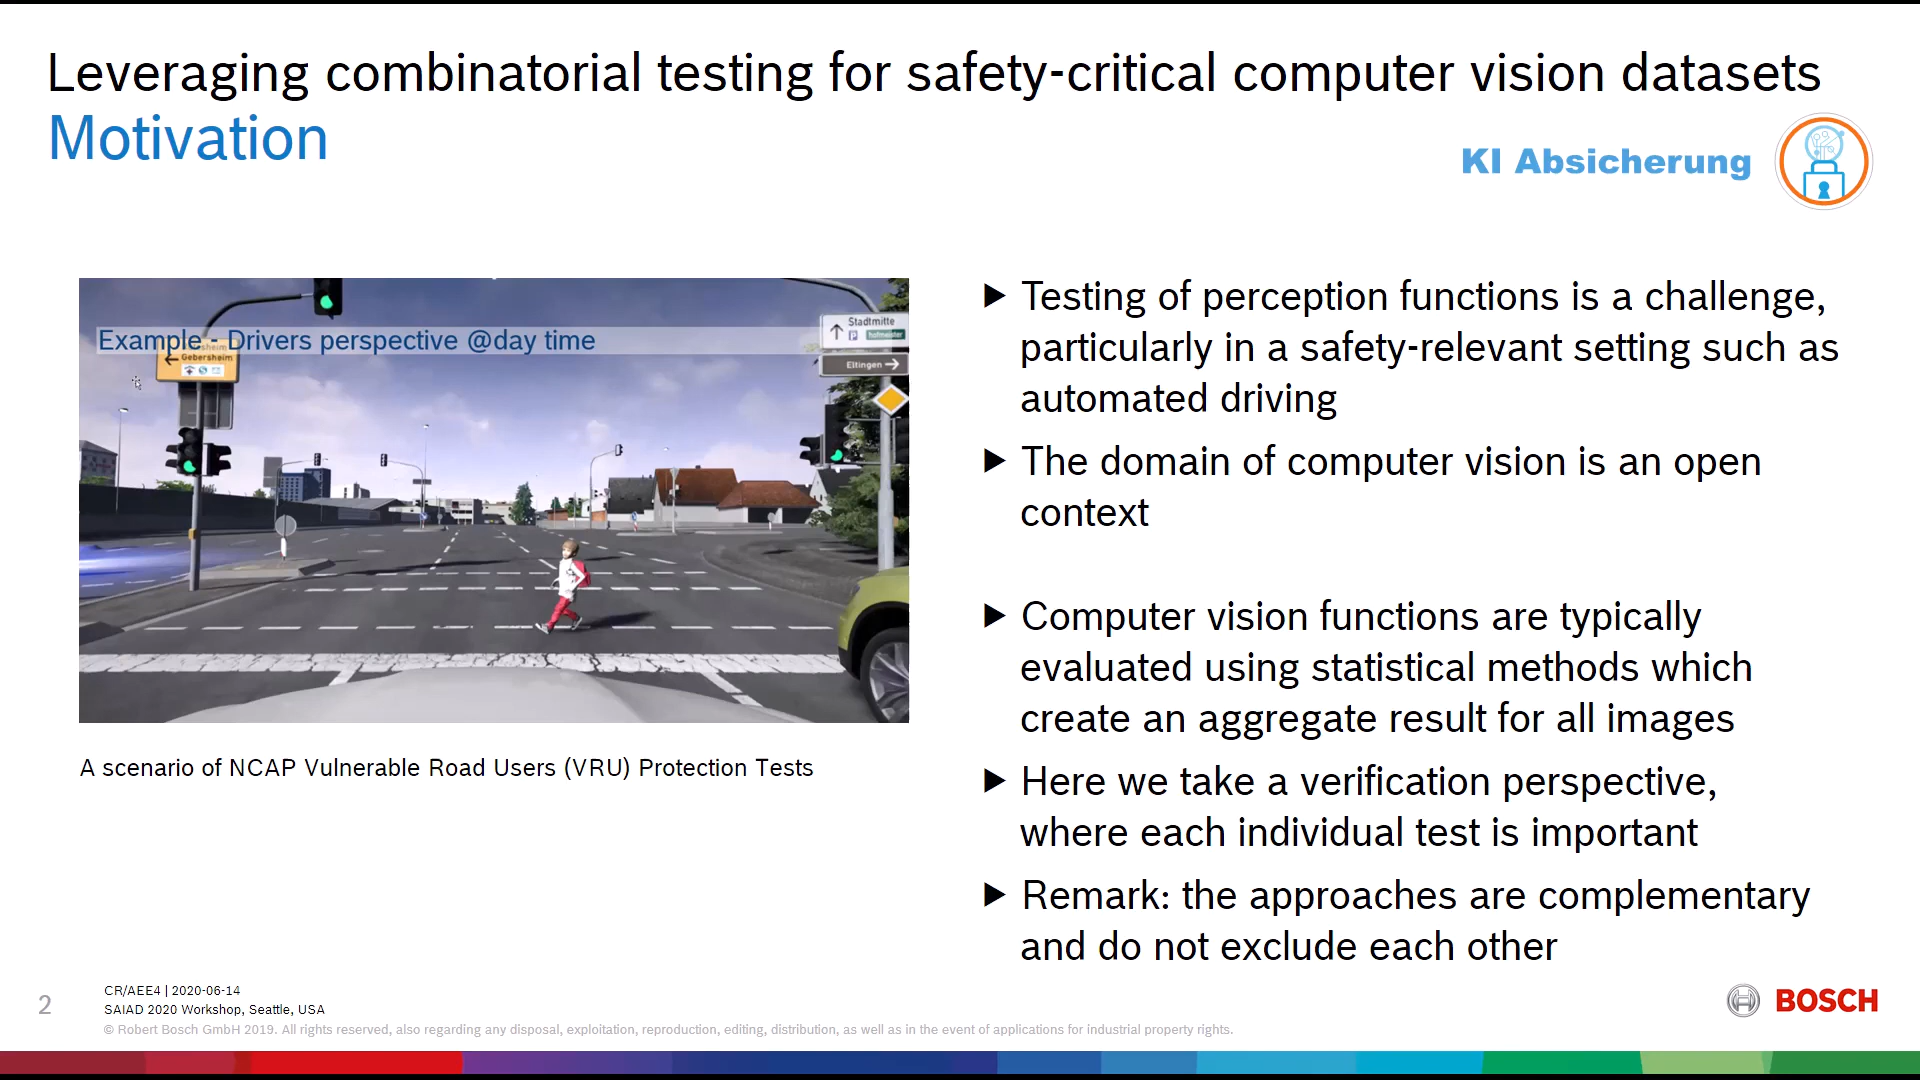 Leveraging combinatorial testing for safety-critical computer vision datasets
Motivation
KI Absicherung
Example - Drivers perspective @day time
Gebersheim
Stadtmitte
P
Eltingen
A scenario of NCAP Vulnerable Road Users (VRU) Protection Tests
Testing of perception functions is a challenge,
particularly in a safety-relevant setting such as
automated driving
The domain of computer vision is an open
context
Computer vision functions are typically
evaluated using statistical methods which
create an aggregate result for all images
Here we take a verification perspective,
where each individual test is important
Remark: the approaches are complementary
and do not exclude each other
2
CR/AEE4 | 2020-06-14
SAIAD 2020 Workshop, Seattle, USA
© Robert Bosch GmbH 2019. All rights reserved, also regarding any disposal, exploitation, reproduction, editing, distribution, as well as in the event of applications for industrial property rights.
BOSCH